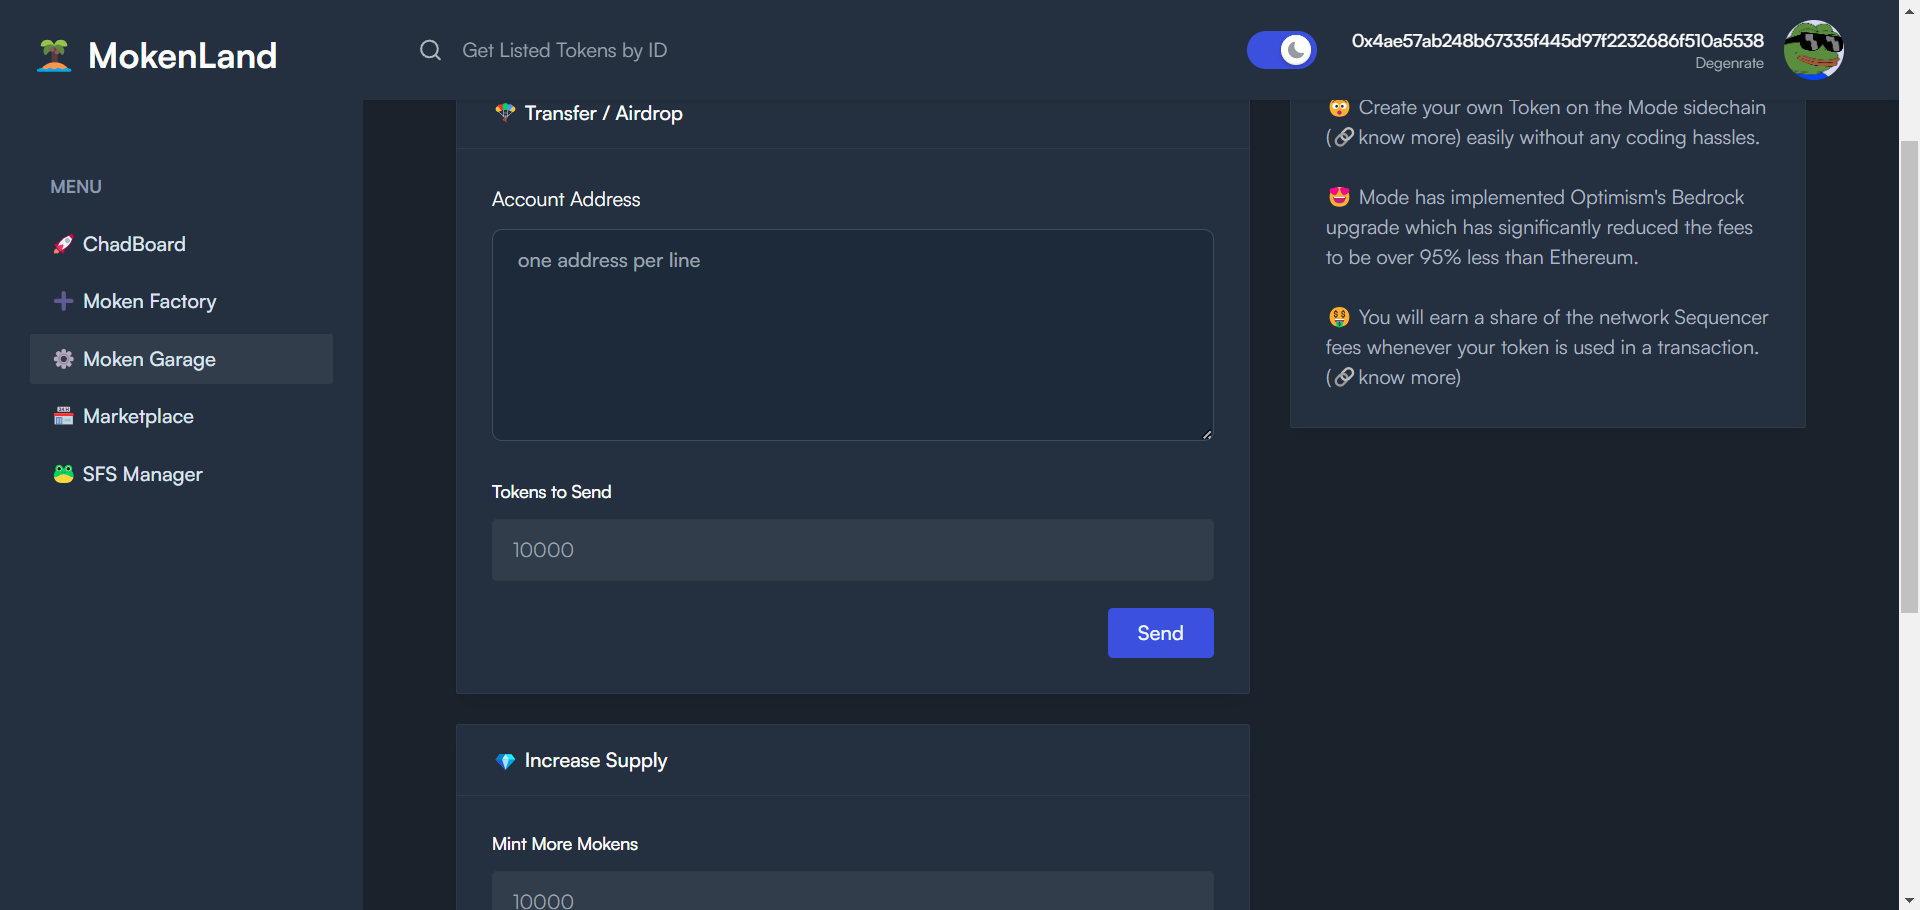 MokenLand
Get Listed Tokens by ID
0x4ae57ab248b67335f445d97f2232686f510a5538
Degenrate
MENU
ChadBoard
Moken Factory
Moken Garage
Marketplace
SFS Manager
Transfer / Airdrop
Account Address
one address per line
Tokens to Send
10000
Send
Increase Supply
Mint More Mokens
10000
Create your own Token on the Mode sidechain
(🔗know more) easily without any coding hassles.
Mode has implemented Optimism's Bedrock
upgrade which has significantly reduced the fees
to be over 95% less than Ethereum.
You will earn a share of the network Sequencer
fees whenever your token is used in a transaction.
(🔗know more)